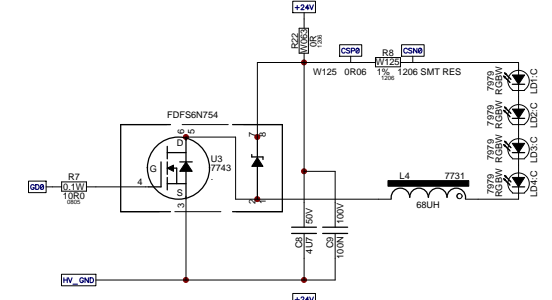 +24V
R22
W063
0R
1206
CSP0
R8
CSN0
W125
W125 0R06 1% 1206 SMT RES
1206
7979
RGBW
LD1:C
7979
RGBW
LD2:C
7979
RGBW
LD3:C
7979
RGBW
LD4:C
FDFS6N754
6 5
7 8
D
G
S
U3
7743
4
3
2 1
GD0
R7
0.1W
10R0
0805
L4 7731
68UH
C8
4U7
50V
C9
100N
100V
HV_GND
+24V